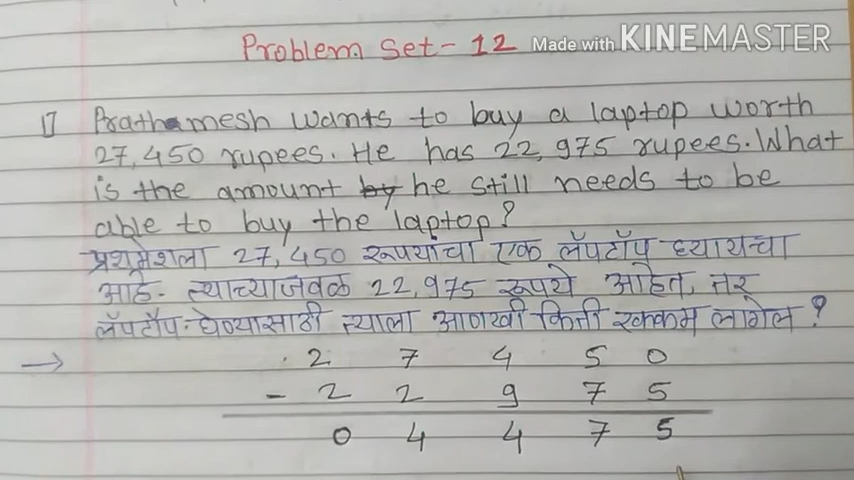 Problem Set - 12 Made with KINEMASTER
1] Prathamesh wants to buy a laptop worth
27,450 rupees. He has 22,975 rupees. What
is the amount by he still needs to be
able to buy the laptop?
प्रथमेशला 27,450 रूपयांचा एक लॅपटॉप घ्यायचा
आहे. त्याच्याजवळ 22,975 रूपये आहेत, तर
लॅपटॉप घेण्यासाठी त्याला आणखी किती रक्कम लागेल ?
→ 2 7 4 5 0
- 2 2 9 7 5
0 4 4 7 5